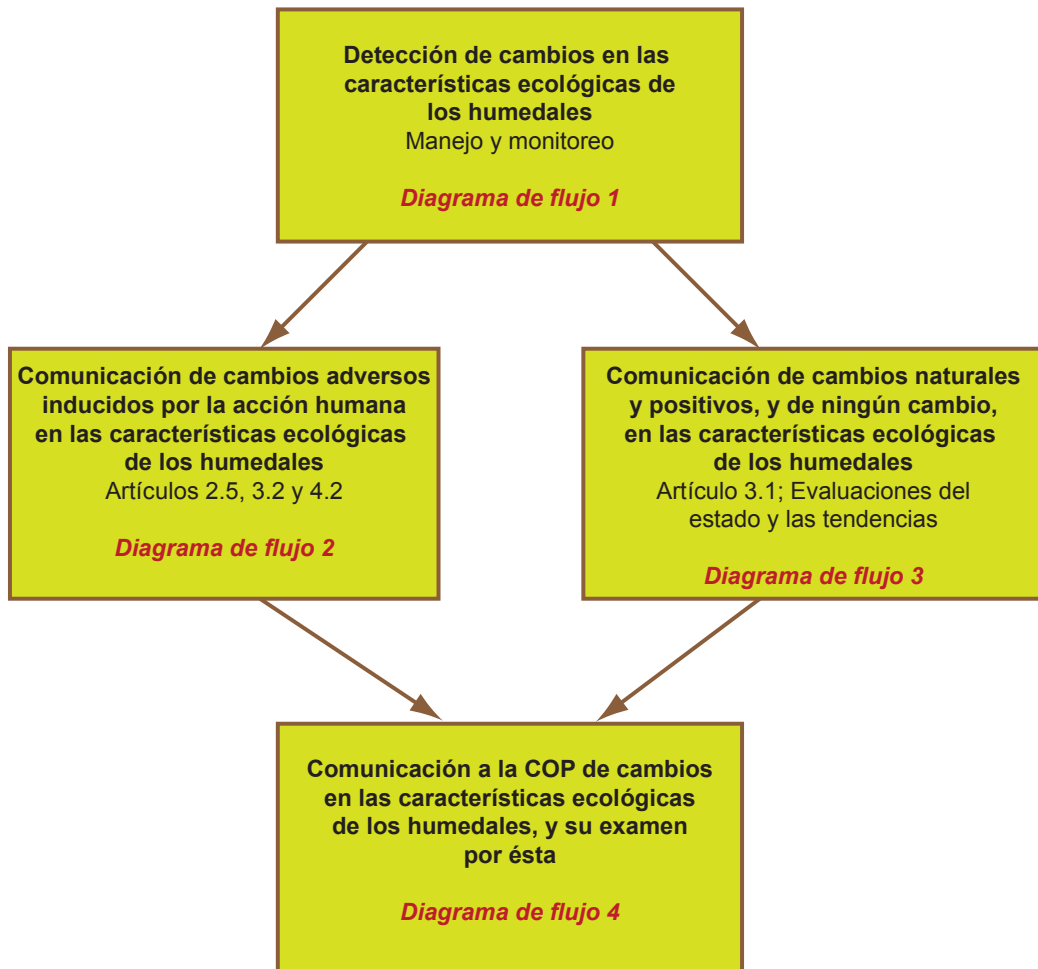 Detección de cambios en las
características ecológicas de
los humedales
Manejo y monitoreo
Diagrama de flujo 1
Comunicación de cambios adversos
inducidos por la acción humana
en las características ecológicas
de los humedales
Artículos 2.5, 3.2 y 4.2
Diagrama de flujo 2
Comunicación de cambios naturales
y positivos, y de ningún cambio,
en las características ecológicas
de los humedales
Artículo 3.1; Evaluaciones del
estado y las tendencias
Diagrama de flujo 3
Comunicación a la COP de cambios
en las características ecológicas
de los humedales, y su examen
por ésta
Diagrama de flujo 4